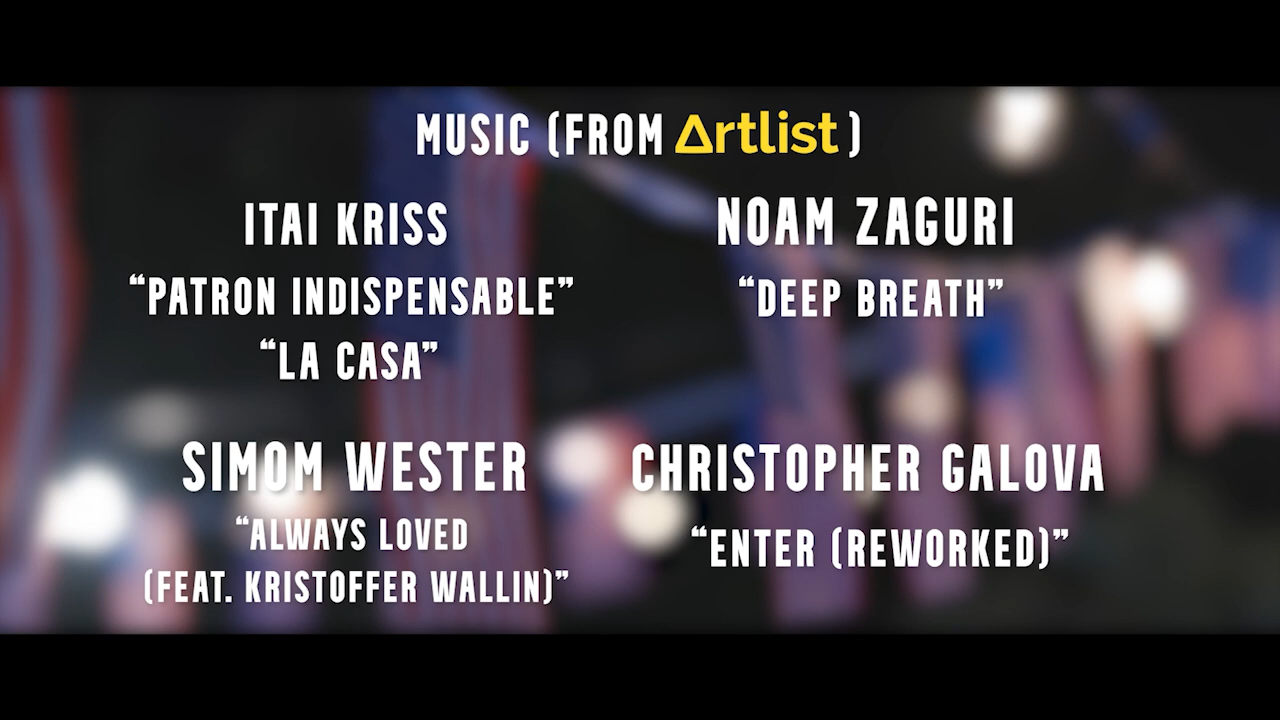 MUSIC (FROM Artlist)
ITAI KRISS
“PATRON INDISPENSABLE”
“LA CASA”
NOAM ZAGURI
“DEEP BREATH”
SIMOM WESTER
“ALWAYS LOVED
(FEAT. KRISTOFFER WALLIN)”
CHRISTOPHER GALOVA
“ENTER (REWORKED)”